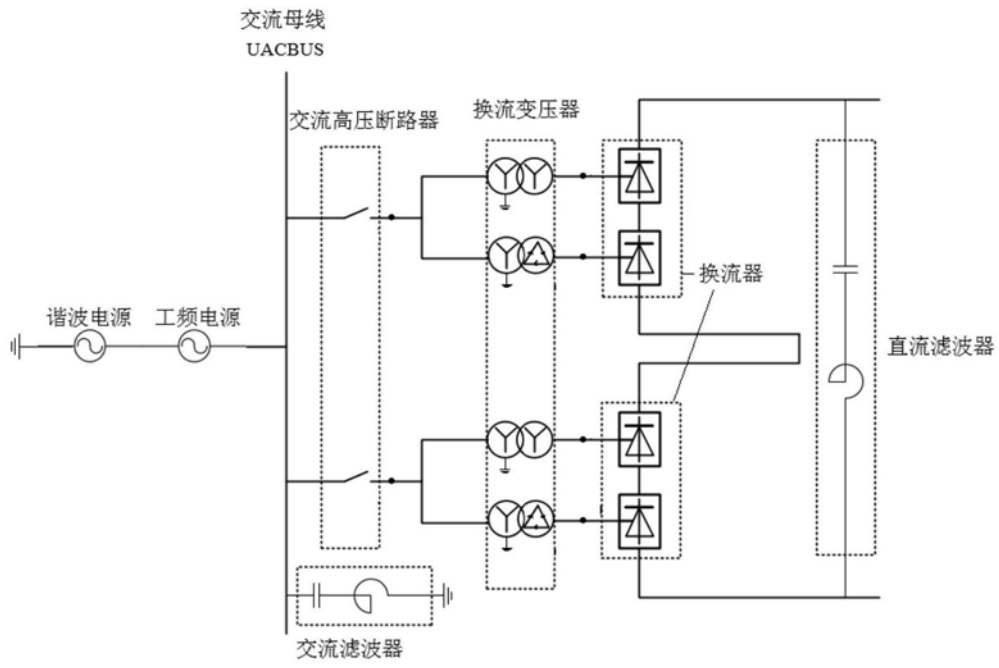 交流母线
UACBUS
交流高压断路器
换流变压器
换流器
谐波电源
工频电源
直流滤波器
交流滤波器